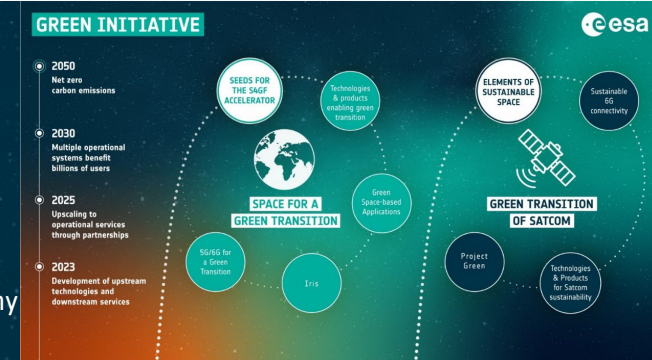 GREEN INITIATIVE
esa
2050
Net zero
carbon emissions
2030
Multiple operational
systems benefit
billions of users
2025
Upscaling to
operational services
through partnerships
2023
Development of upstream
technologies and
downstream services
SEEDS FOR
THE S4GF
ACCELERATOR
Technologies
& products
enabling green
transition
SPACE FOR A
GREEN TRANSITION
Green
Space-based
Applications
5G/6G for
a Green
Transition
Iris
ELEMENTS OF
SUSTAINABLE
SPACE
Sustainable
6G
connectivity
GREEN TRANSITION
OF SATCOM
Project
Green
Technologies
& Products
for Satcom
sustainability
ny